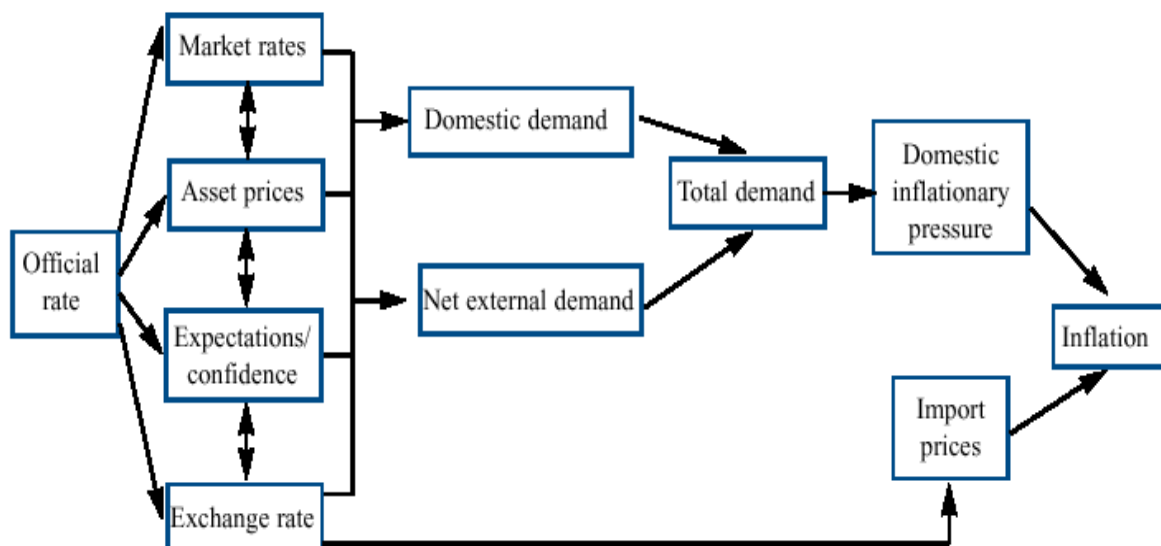 Market rates
Asset prices
Official
rate
Expectations/
confidence
Exchange rate
Domestic demand
Net external demand
Total demand
Domestic
inflationary
pressure
Import
prices
Inflation